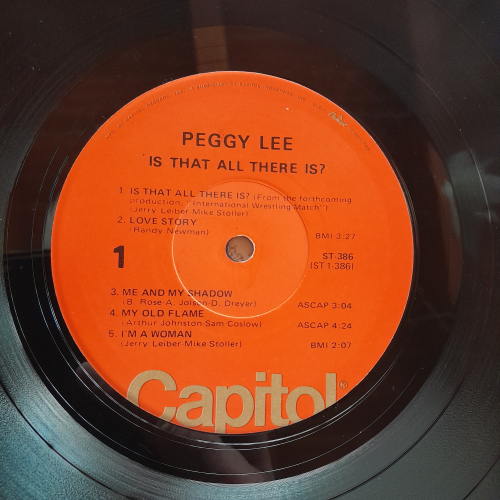 PEGGY LEE
IS THAT ALL THERE IS?
1. IS THAT ALL THERE IS? (From the forthcoming
production, "International Wrestling Match")
(Jerry Leiber-Mike Stoller)
2. LOVE STORY
(Randy Newman) BMI 3:27
1
ST-386
(ST 1-386)
3. ME AND MY SHADOW
(B. Rose-A. Jolson-D. Dreyer) ASCAP 3:04
4. MY OLD FLAME
(Arthur Johnston-Sam Coslow) ASCAP 4:24
5. I'M A WOMAN
(Jerry Leiber-Mike Stoller) BMI 2:07
Capitol®